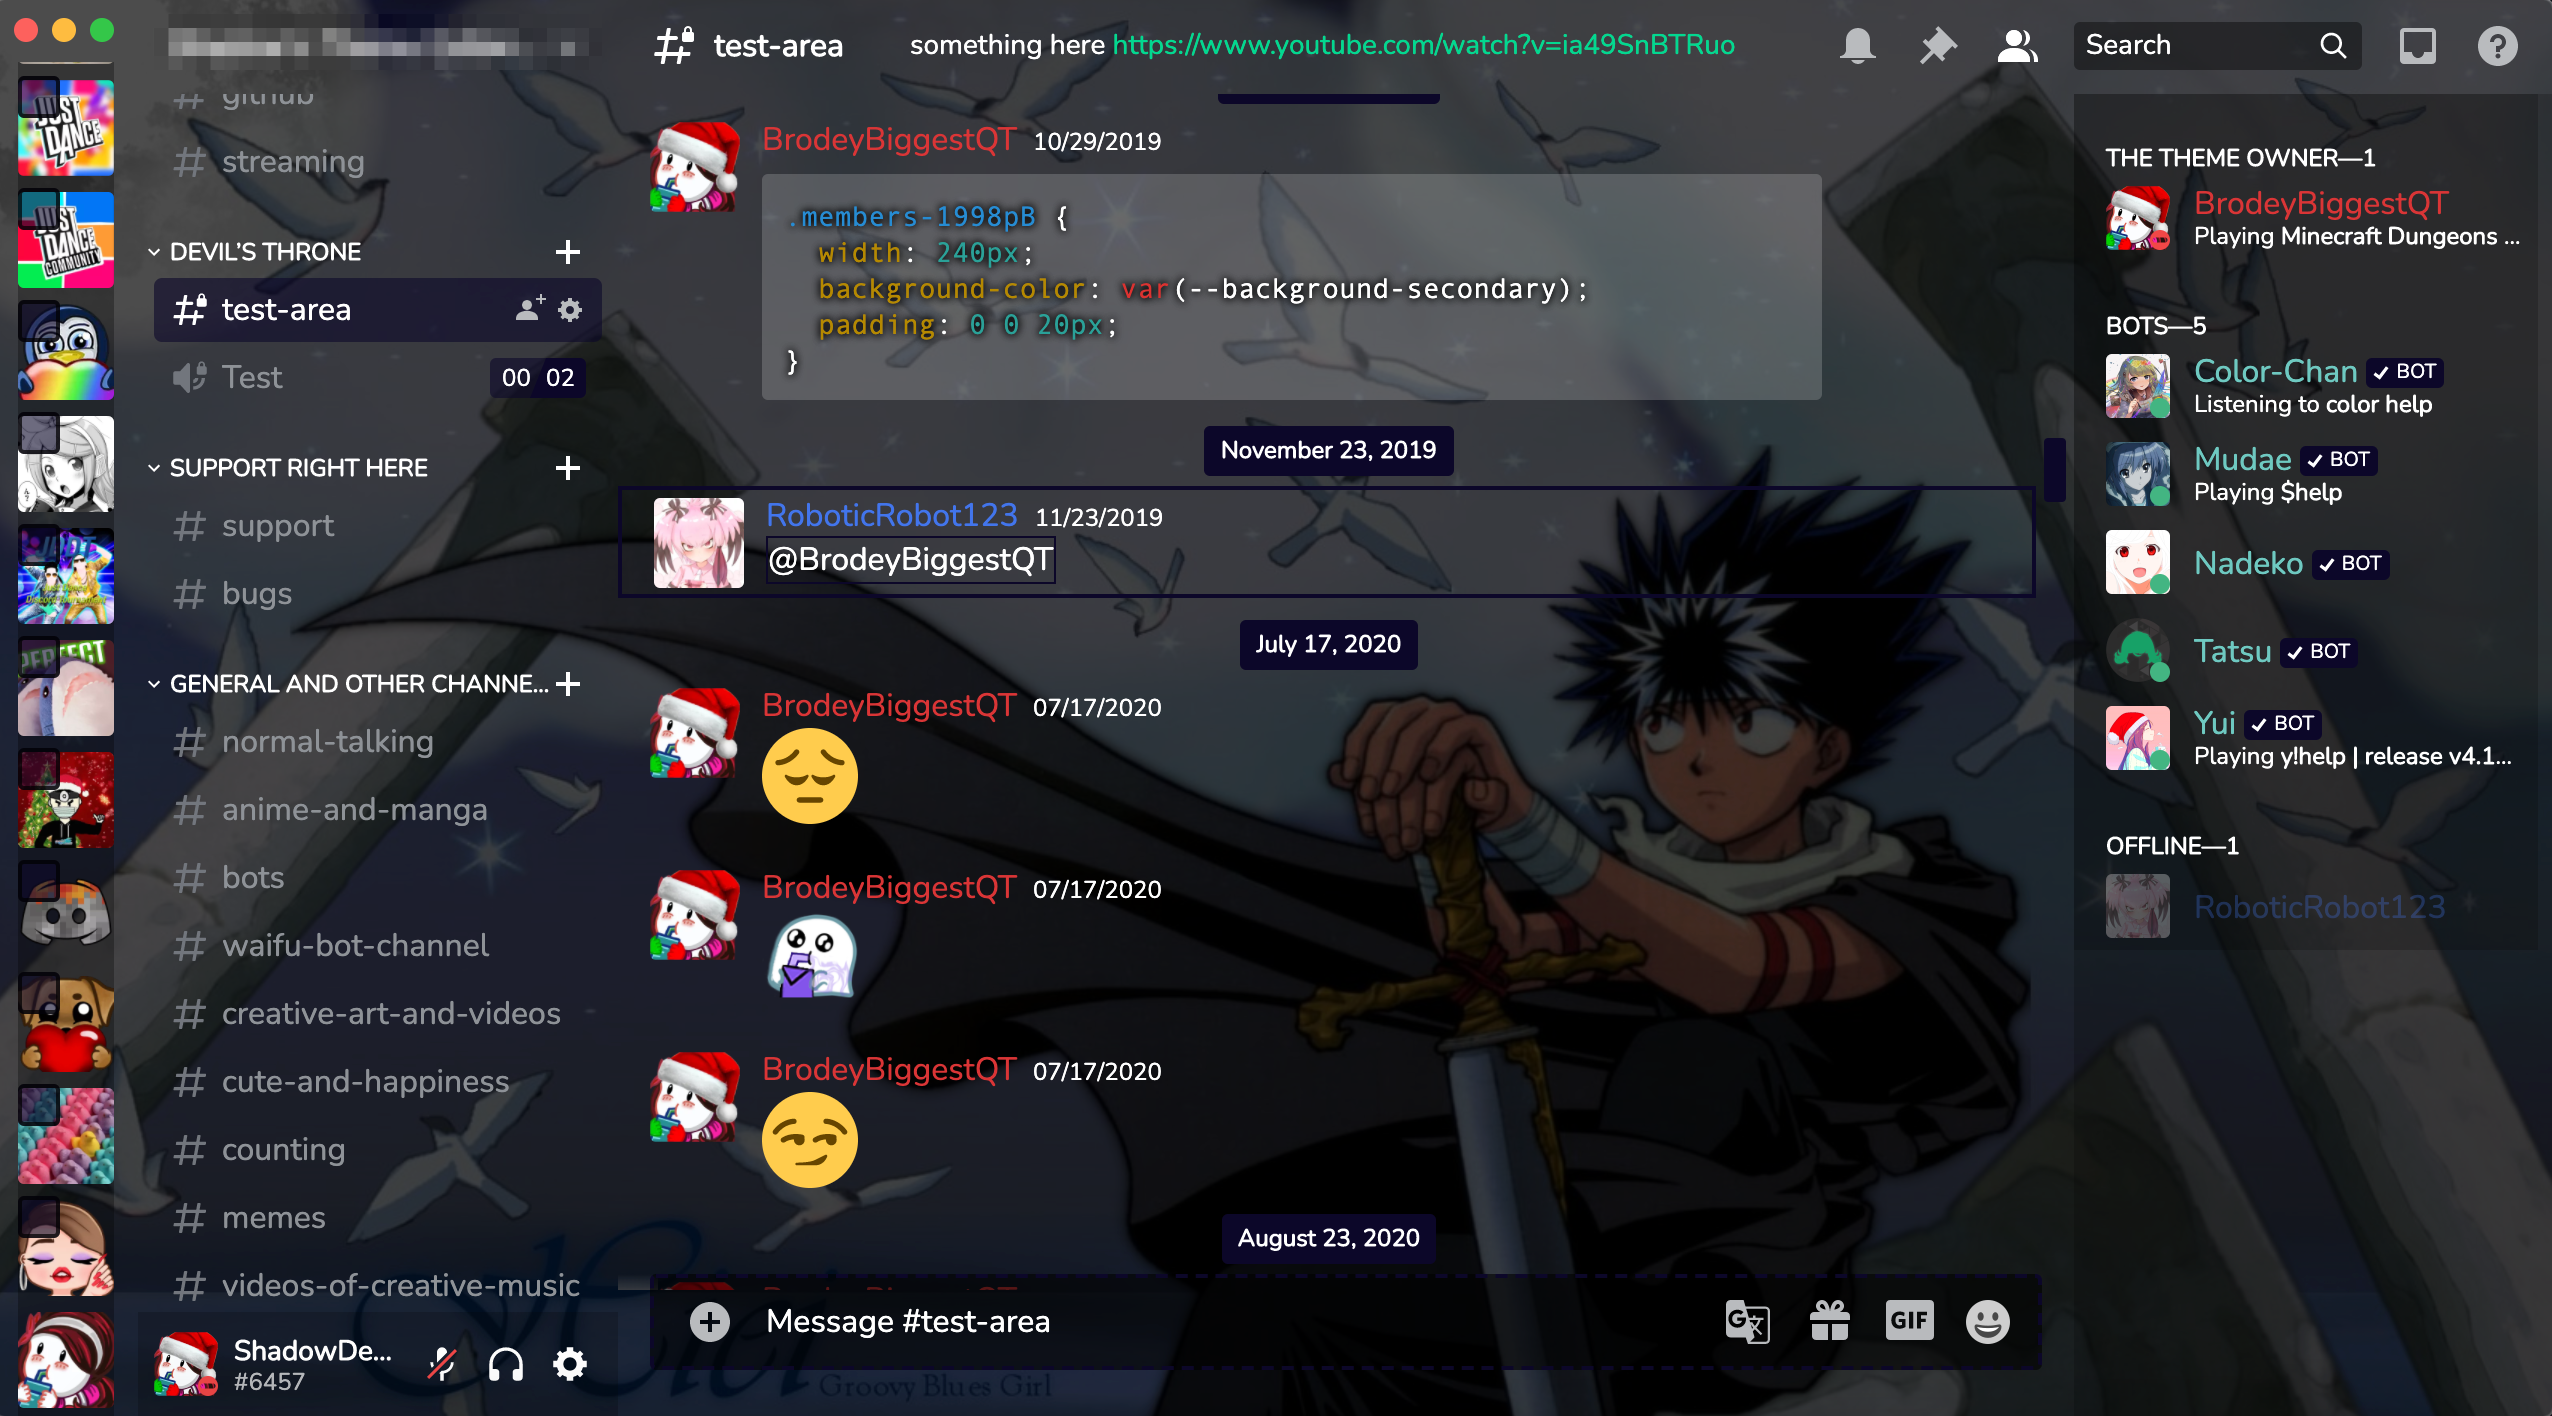 # github
# streaming
DEVIL'S THRONE
test-area
Test 00 02
SUPPORT RIGHT HERE
# support
# bugs
GENERAL AND OTHER CHANNE...
# normal-talking
# anime-and-manga
# bots
# waifu-bot-channel
# creative-art-and-videos
# cute-and-happiness
# counting
# memes
# videos-of-creative-music
ShadowDe...
#6457
JUST DANCE
JUST DANCE COMMUNITY
PERFECT
test-area something here https://www.youtube.com/watch?v=ia49SnBTRuo
Search
BrodeyBiggestQT 10/29/2019
.members-1998pB {
width: 240px;
background-color: var(--background-secondary);
padding: 0 0 20px;
}
November 23, 2019
RoboticRobot123 11/23/2019
@BrodeyBiggestQT
July 17, 2020
BrodeyBiggestQT 07/17/2020
BrodeyBiggestQT 07/17/2020
BrodeyBiggestQT 07/17/2020
August 23, 2020
Message #test-area
GIF
Groovy Blues Girl
THE THEME OWNER—1
BrodeyBiggestQT
Playing Minecraft Dungeons ...
BOTS—5
Color-Chan BOT
Listening to color help
Mudae BOT
Playing $help
Nadeko BOT
Tatsu BOT
Yui BOT
Playing y!help | release v4.1...
OFFLINE—1
RoboticRobot123